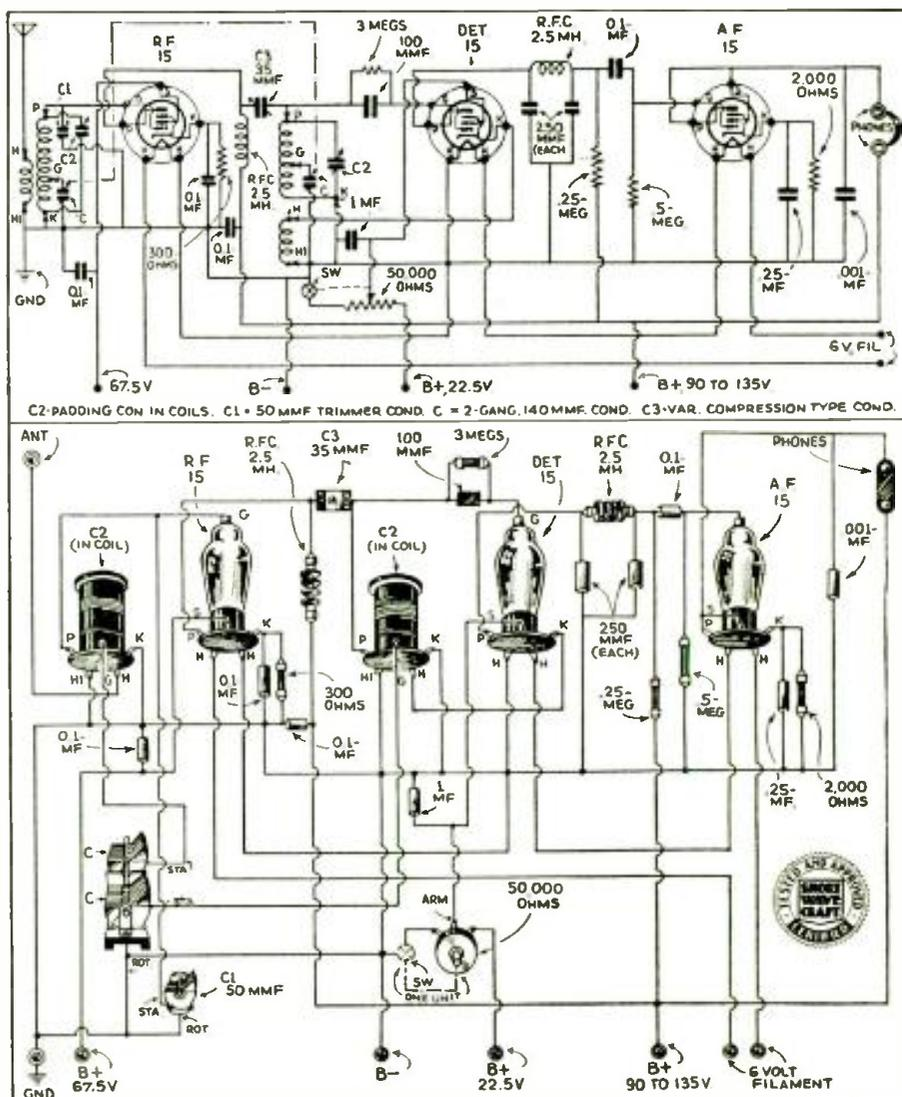 3 MEGS
100 MMF
R.F.C
2.5 MH.
0.1-
MF
R F
15
C3
35
MMF
DET
15
A F
15
2,000
OHMS
P
C1
C2
H
G
H1
K
C
250
MMF
(EACH
PHONES
R.F.C
2.5
MH.
P
G
C2
C
K
H
H1
.1 MF
0.1
MF
300
OHMS
0.1
MF
SW
50,000
OHMS
.25-
MEG
.5-
MEG
.25-
MF
.001-
MF
GND
0.1
MF
6 V. FIL
67.5V
B-
B+, 22.5V
B+ 90 TO 135V
C2-PADDING CON IN COILS. C1 = 50 MMF TRIMMER COND. C = 2-GANG, 140 MMF. COND. C3=VAR. COMPRESSION TYPE COND.
ANT
R F
15
R.F.C
2.5
MH.
C3
35 MMF
100
MMF
3 MEGS
DET
15
R.F.C
2.5
MH
0.1-
MF
A F
15
PHONES
.001-
MF
C2
(IN COIL)
G
C2
(IN COIL)
G
S
P
K
H1
G
H
S
P
K
H
H
P
K
H1
G
H
S
P
K
H
H
250
MMF
(EACH)
S
K
H
H
0.1
MF
300
OHMS
0.1-
MF
.25-
MEG
.5-
MEG
0.1-
MF
.1
MF
.25-
MF
2,000
OHMS
C
C
STA
ARM
50,000
OHMS
TESTED AND APPROVED
SHORT
WAVE
CRAFT
ROT
SW
ONE UNIT
C1
50 MMF
STA
ROT
GND
B+
67.5V
B-
B+
22.5V
B+
90 TO 135V
6 VOLT
FILAMENT